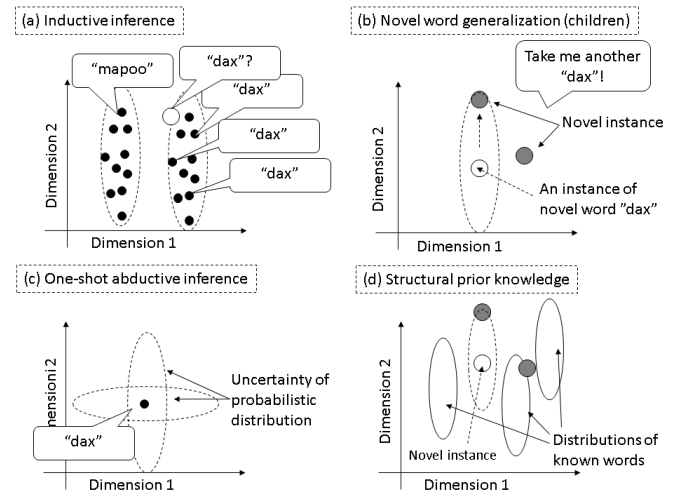 (a) Inductive inference
"mapoo"
"dax"?
"dax"
"dax"
"dax"
Dimension 2
Dimension 1
(b) Novel word generalization (children)
Take me another
"dax"!
Novel instance
An instance of
novel word "dax"
Dimension 2
Dimension 1
(c) One-shot abductive inference
Uncertainty of
probabilistic
distribution
"dax"
mensioni 2
Dimension 1
(d) Structural prior knowledge
Dimension 2
Novel instance
Distributions of
known words
Dimension 1